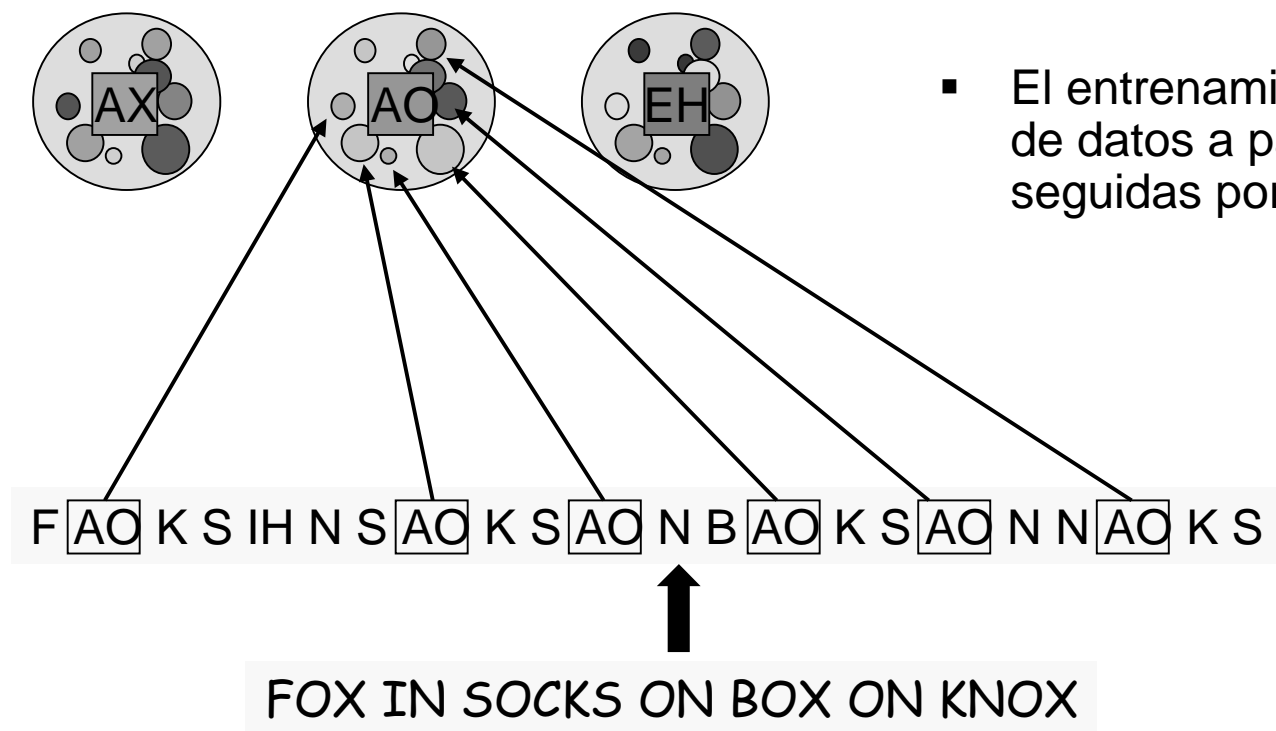 AX AO EH
▪ El entrenami
de datos a
seguidas por
F AO K S IH N S AO K S AO N B AO K S AO N N AO K S
FOX IN SOCKS ON BOX ON KNOX